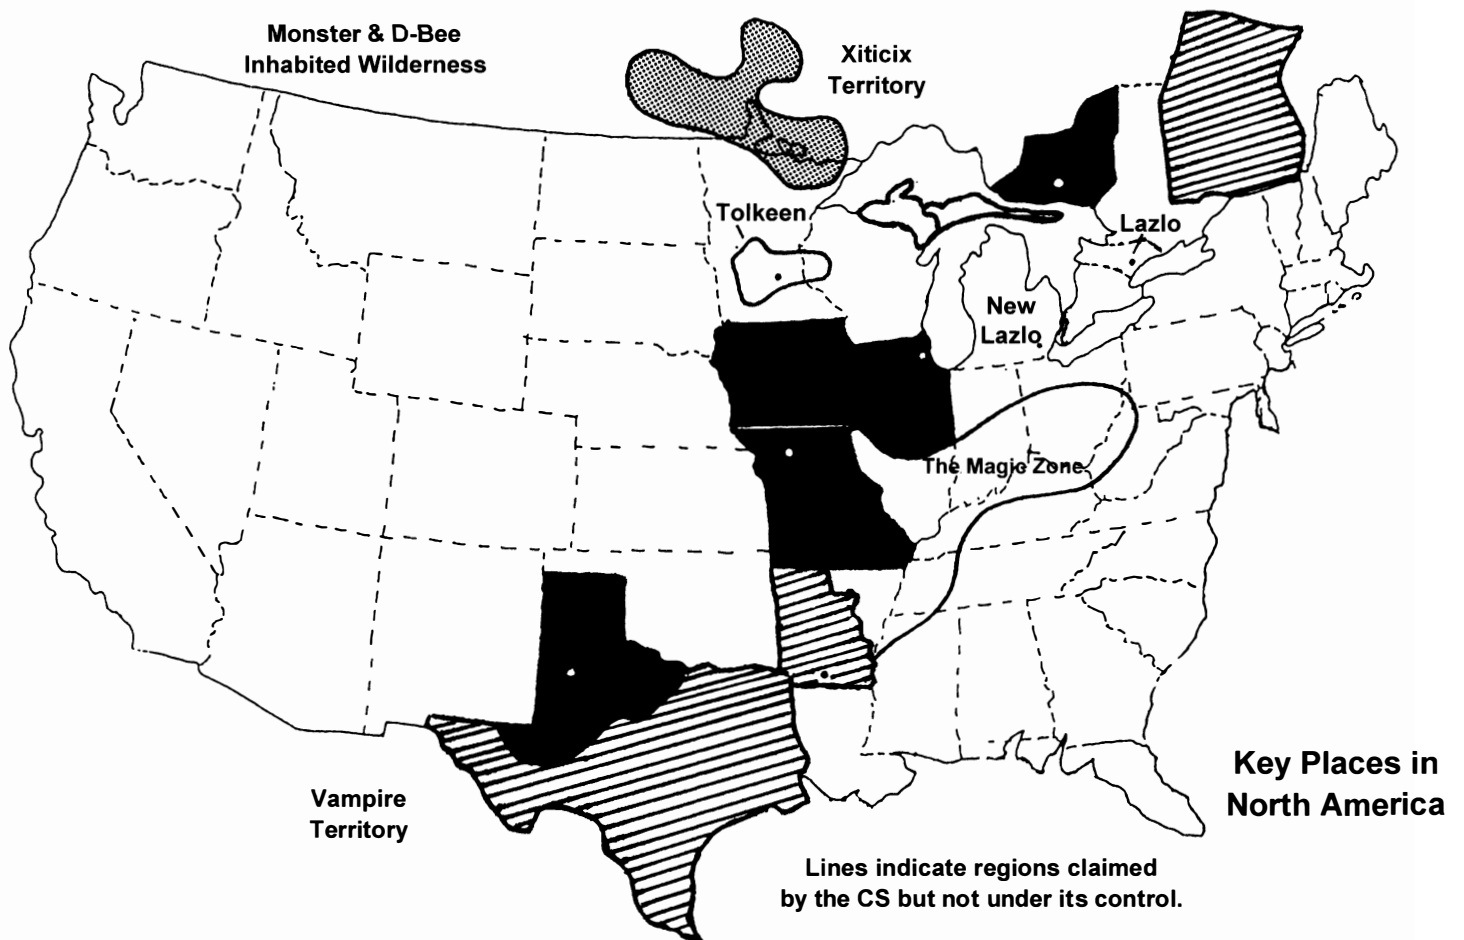 Monster & D-Bee
Inhabited Wilderness
Xiticix
Territory
Tolkeen
Lazlo
New
Lazlo
The Magic Zone
Vampire
Territory
Key Places in
North America
Lines indicate regions claimed
by the CS but not under its control.